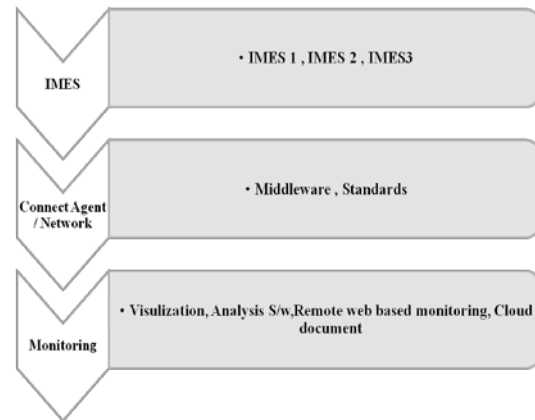 IMES
• IMES 1 , IMES 2 , IMES3
Connect Agent
/ Network
• Middleware , Standards
Monitoring
• Visulization, Analysis S/w,Remote web based monitoring, Cloud
document